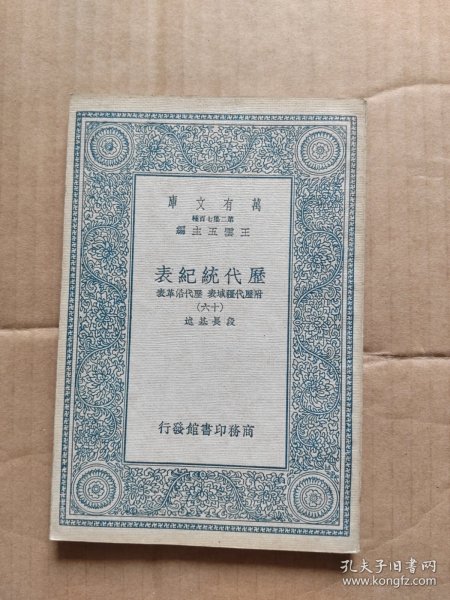 萬有文庫
第二集七百種
王雲五主編
歷代統紀表
附歷代疆域表 歷代沿革表
(十六)
段長基述
商務印書館發行
孔夫子旧书网
www.kongfz.com